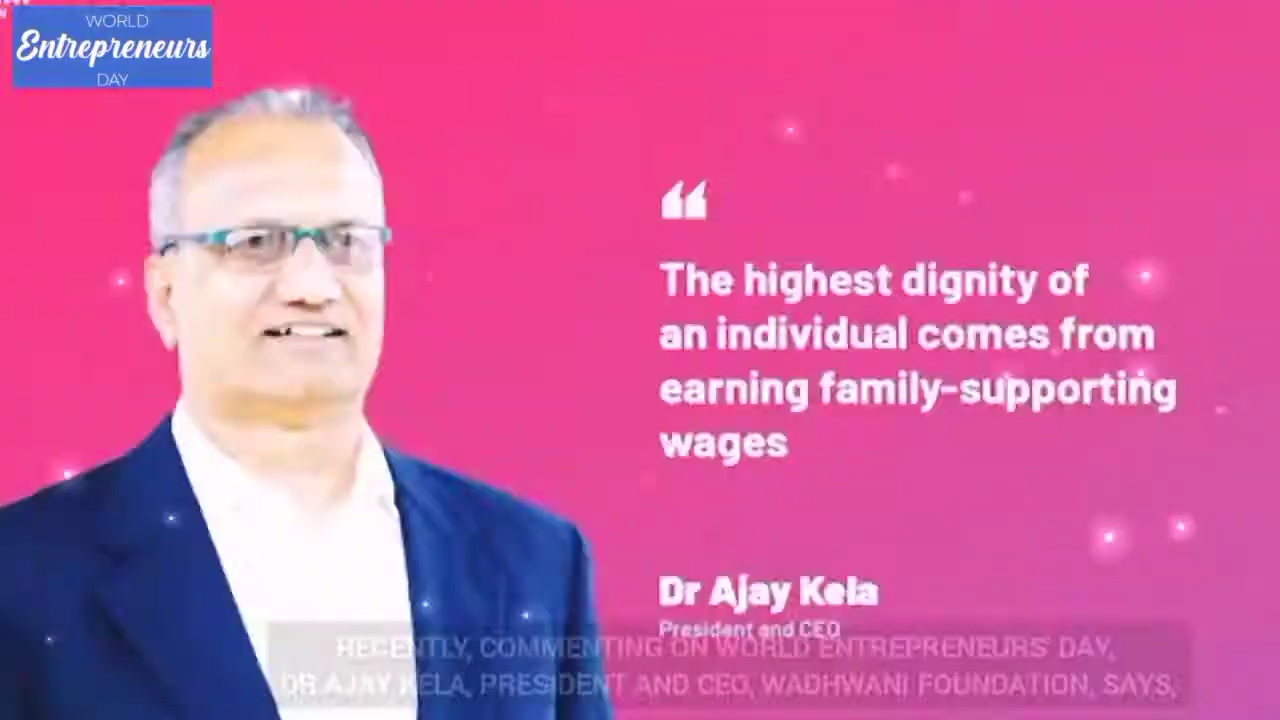 WORLD
Entrepreneurs
DAY
“
The highest dignity of
an individual comes from
earning family-supporting
wages
Dr Ajay Kela
President and CEO
RECENTLY, COMMENTING ON WORLD ENTREPRENEURS' DAY,
DR AJAY KELA, PRESIDENT AND CEO, WADHWANI FOUNDATION, SAYS,